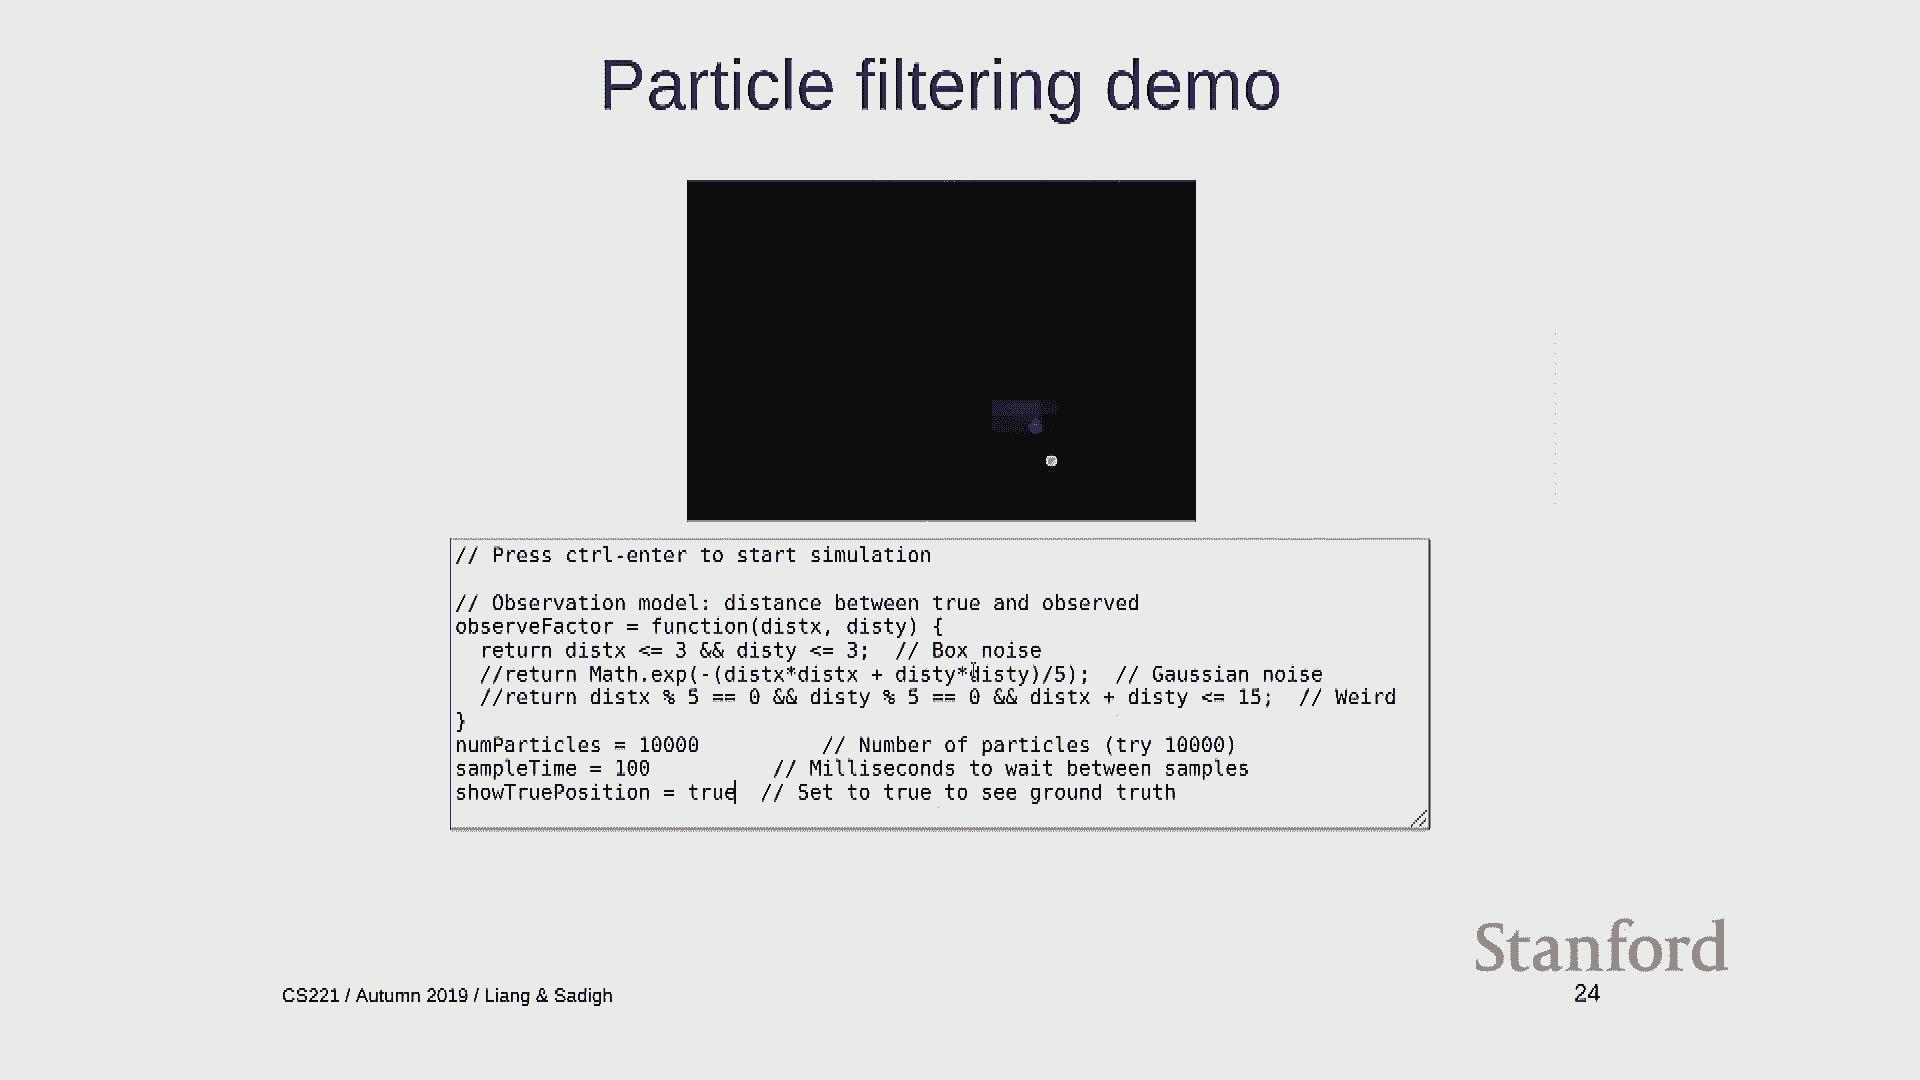 Particle filtering demo
// Press ctrl-enter to start simulation
// Observation model: distance between true and observed
observeFactor = function(distx, disty) {
  return distx <= 3 && disty <= 3;  // Box noise
  //return Math.exp(-(distx*distx + disty*disty)/5);  // Gaussian noise
  //return distx % 5 == 0 && disty % 5 == 0 && distx + disty <= 15;  // Weird
}
numParticles = 10000          // Number of particles (try 10000)
sampleTime = 100          // Milliseconds to wait between samples
showTruePosition = true  // Set to true to see ground truth
Stanford
CS221 / Autumn 2019 / Liang & Sadigh
24